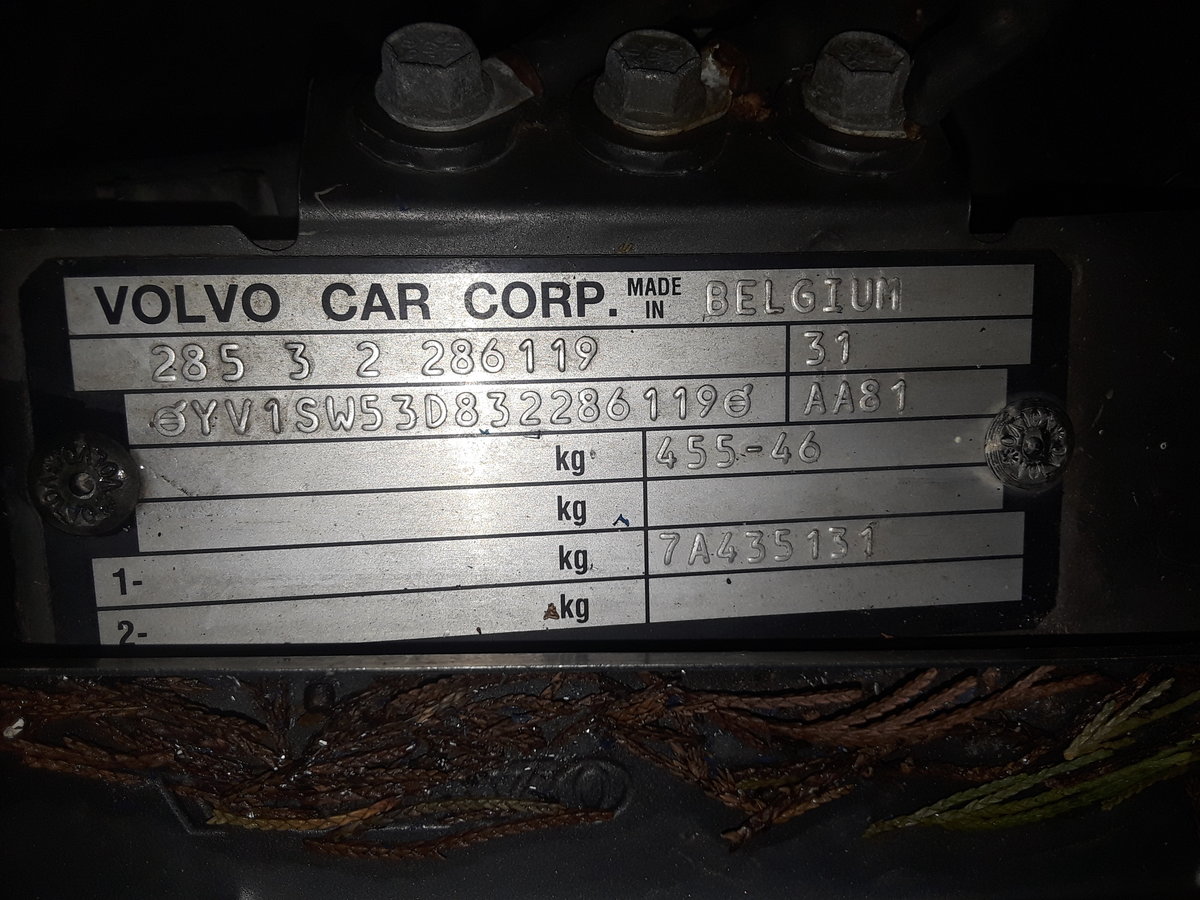 VOLVO CAR CORP. MADE IN BELGIUM
285 3 2 286119 31
YV1SW53D832286119 AA81
kg 455-46
kg
1- kg 7A435131
2- kg